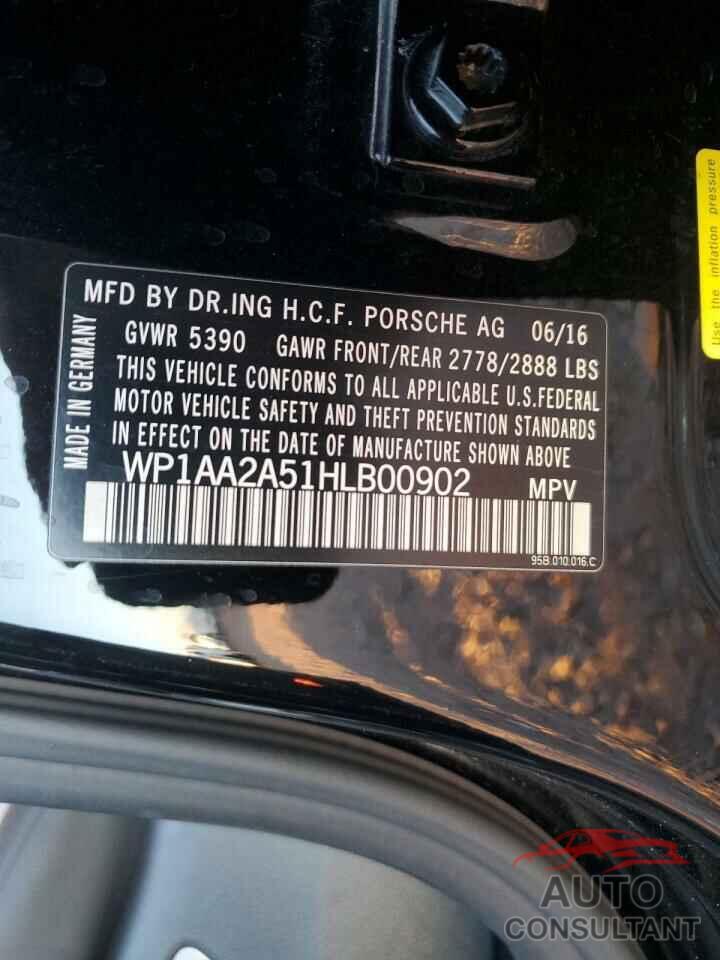 MFD BY DR.ING H.C.F. PORSCHE AG 06/16
GVWR 5390 GAWR FRONT/REAR 2778/2888 LBS
THIS VEHICLE CONFORMS TO ALL APPLICABLE U.S.FEDERAL
MOTOR VEHICLE SAFETY AND THEFT PREVENTION STANDARDS
IN EFFECT ON THE DATE OF MANUFACTURE SHOWN ABOVE
WP1AA2A51HLB00902 MPV
95B.010.016.C
MADE IN GERMANY
Use the inflation pressure
AUTO
CONSULTANT